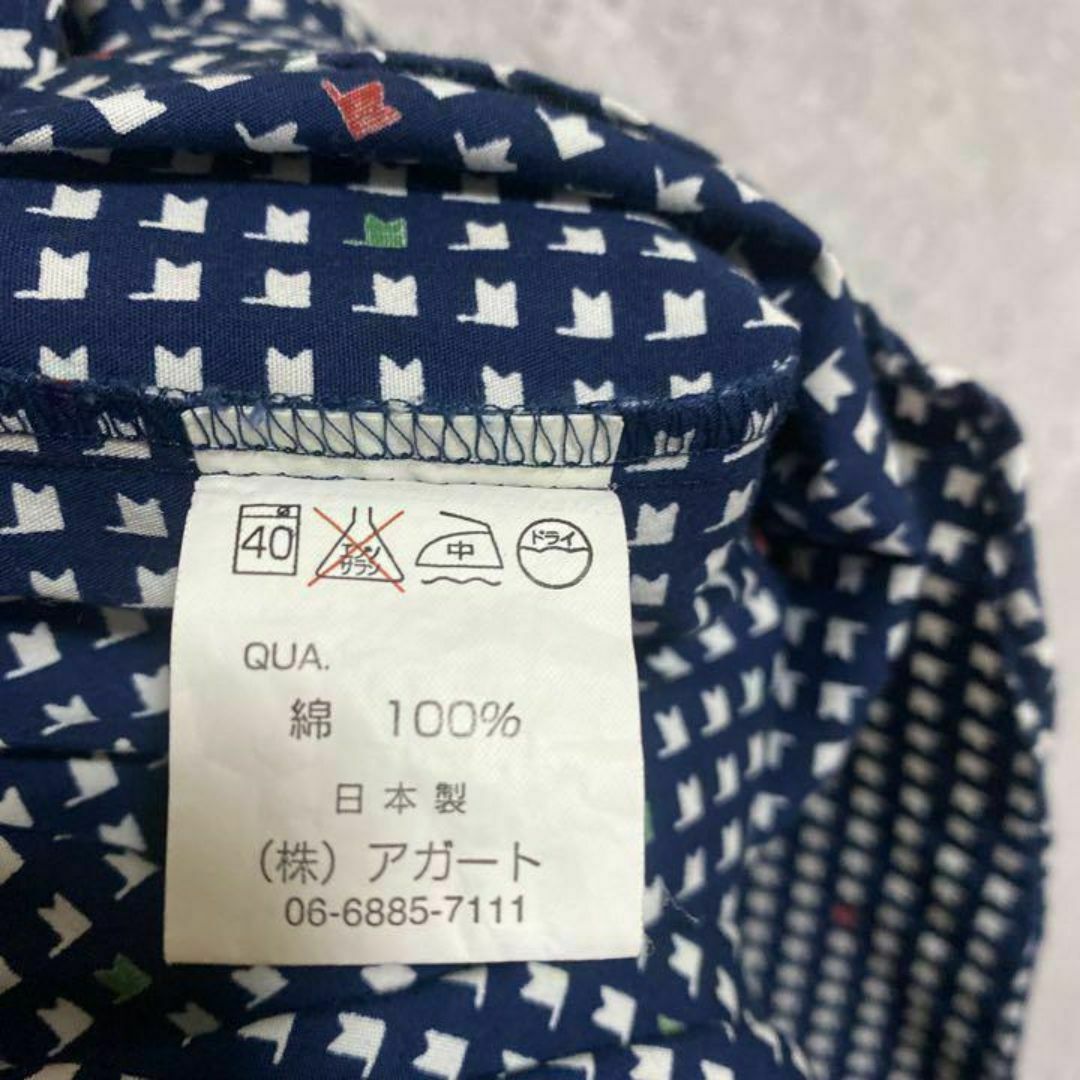 40 エンソ サラシ 中 ドライ
QUA.
綿 100%
日本製
(株) アガート
06-6885-7111